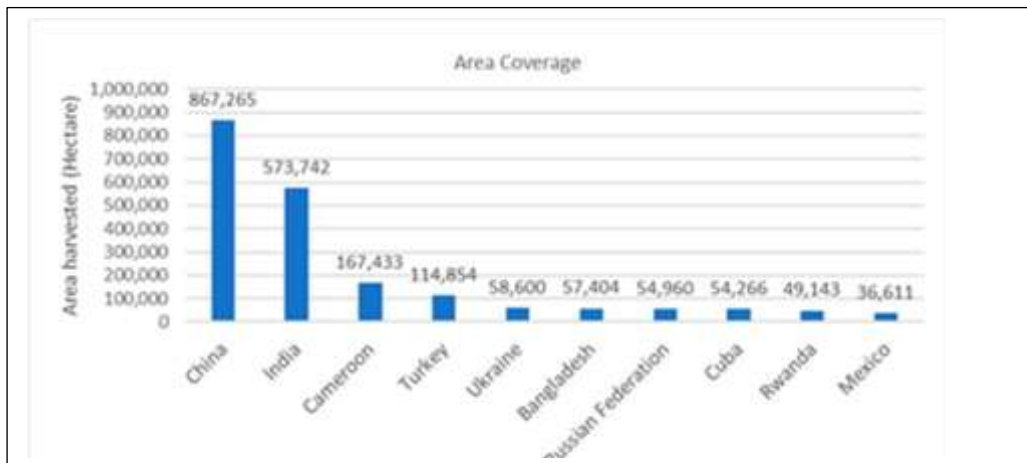 Area Coverage
Area harvested (Hectare)
1,000,000
900,000
800,000
700,000
600,000
500,000
400,000
300,000
200,000
100,000
0
867,265
573,742
167,433
114,854
58,600
57,404
54,960
54,266
49,143
36,611
China
India
Cameroon
Turkey
Ukraine
Bangladesh
Russian Federation
Cuba
Rwanda
Mexico